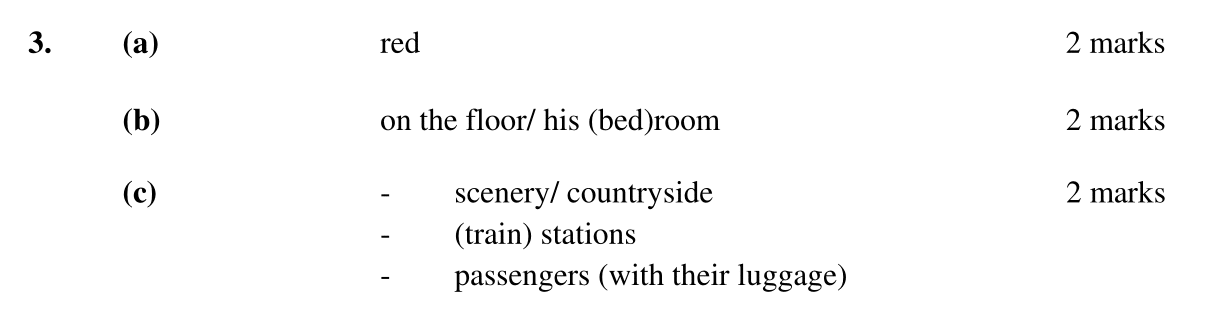 3. (a) red 2 marks
(b) on the floor/ his (bed)room 2 marks
(c) - scenery/ countryside 2 marks
- (train) stations
- passengers (with their luggage)